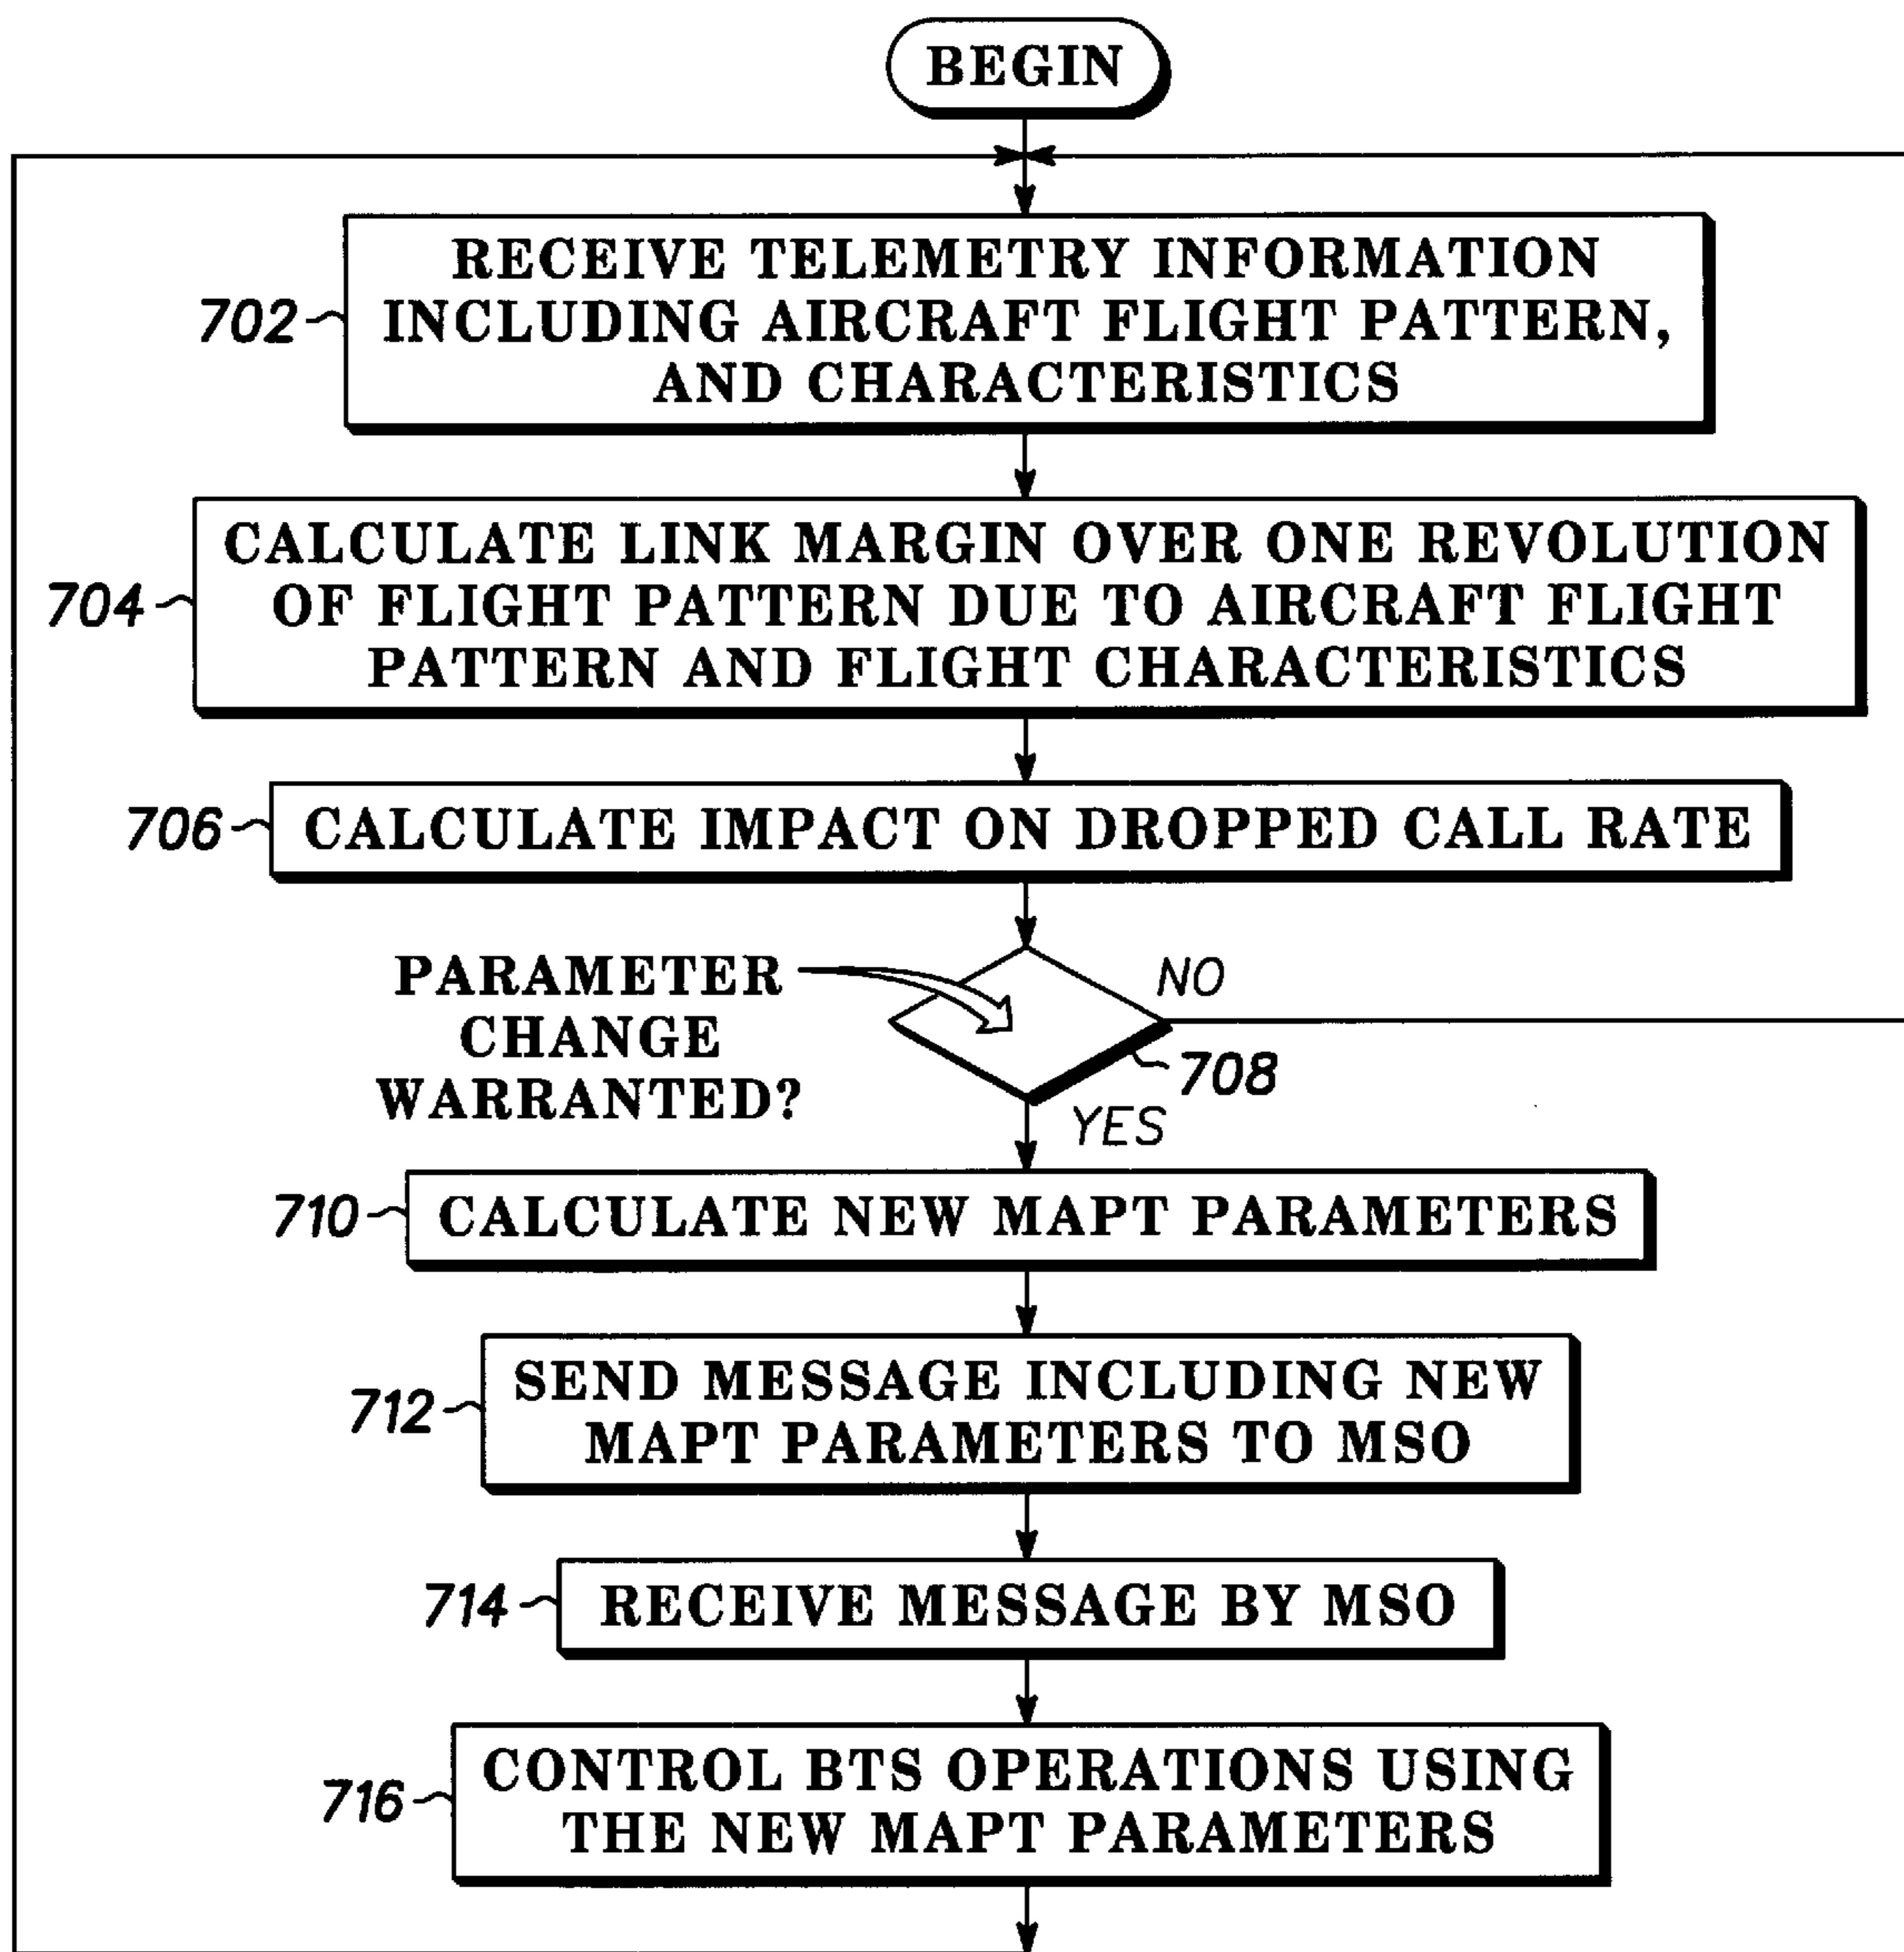 BEGIN
RECEIVE TELEMETRY INFORMATION
INCLUDING AIRCRAFT FLIGHT PATTERN,
AND CHARACTERISTICS
702
CALCULATE LINK MARGIN OVER ONE REVOLUTION
OF FLIGHT PATTERN DUE TO AIRCRAFT FLIGHT
PATTERN AND FLIGHT CHARACTERISTICS
704
706
CALCULATE IMPACT ON DROPPED CALL RATE
PARAMETER
CHANGE
WARRANTED?
NO
708
YES
710
CALCULATE NEW MAPT PARAMETERS
712
SEND MESSAGE INCLUDING NEW
MAPT PARAMETERS TO MSO
714
RECEIVE MESSAGE BY MSO
716
CONTROL BTS OPERATIONS USING
THE NEW MAPT PARAMETERS